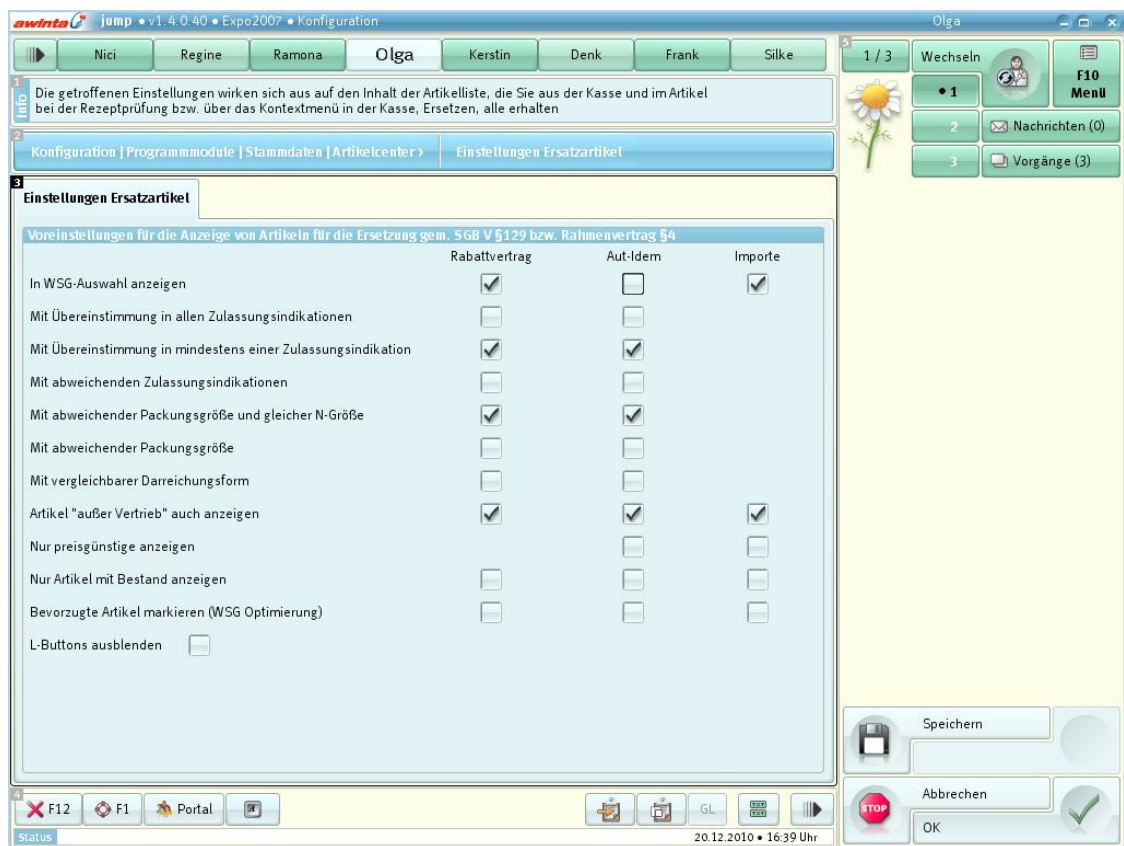 awinta jump • v1.4.0.40 • Expo2007 • Konfiguration Olga
Nici Regine Ramona Olga Kerstin Denk Frank Silke
5 1 / 3 Wechseln F10 Menü
1 Info
Die getroffenen Einstellungen wirken sich aus auf den Inhalt der Artikelliste, die Sie aus der Kasse und im Artikel
bei der Rezeptprüfung bzw. über das Kontextmenü in der Kasse, Ersetzen, alle erhalten
• 1
2 Nachrichten (0)
3 Vorgänge (3)
2
Konfiguration | Programmmodule | Stammdaten | Artikelcenter > Einstellungen Ersatzartikel
3
Einstellungen Ersatzartikel
Voreinstellungen für die Anzeige von Artikeln für die Ersetzung gem. SGB V §129 bzw. Rahmenvertrag §4
Rabattvertrag Aut-Idem Importe
In WSG-Auswahl anzeigen
Mit Übereinstimmung in allen Zulassungsindikationen
Mit Übereinstimmung in mindestens einer Zulassungsindikation
Mit abweichenden Zulassungsindikationen
Mit abweichender Packungsgröße und gleicher N-Größe
Mit abweichender Packungsgröße
Mit vergleichbarer Darreichungsform
Artikel "außer Vertrieb" auch anzeigen
Nur preisgünstige anzeigen
Nur Artikel mit Bestand anzeigen
Bevorzugte Artikel markieren (WSG Optimierung)
L-Buttons ausblenden
Speichern
STOP Abbrechen
OK
4
F12 F1 Portal GL
Status 20.12.2010 • 16:39 Uhr